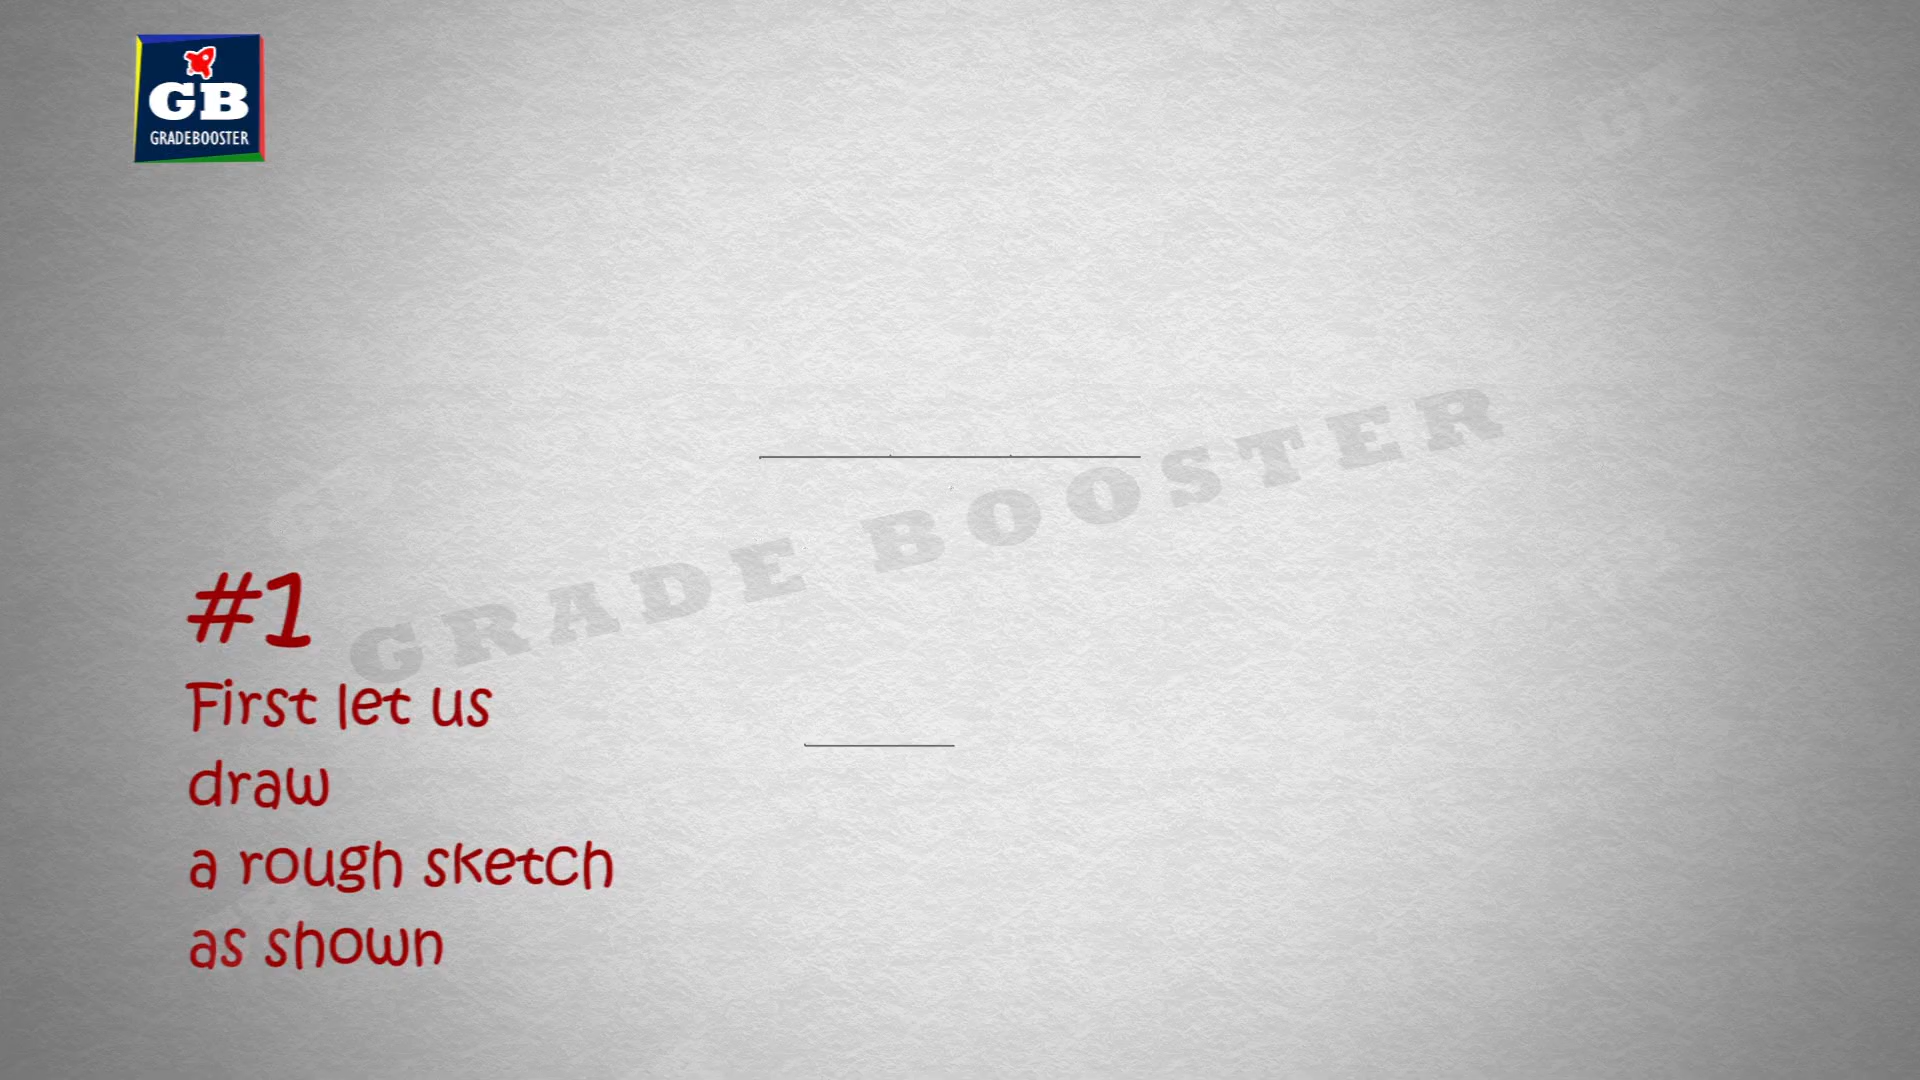 GB
GRADEBOOSTER
GRADE BOOSTER
#1
First let us
draw
a rough sketch
as shown